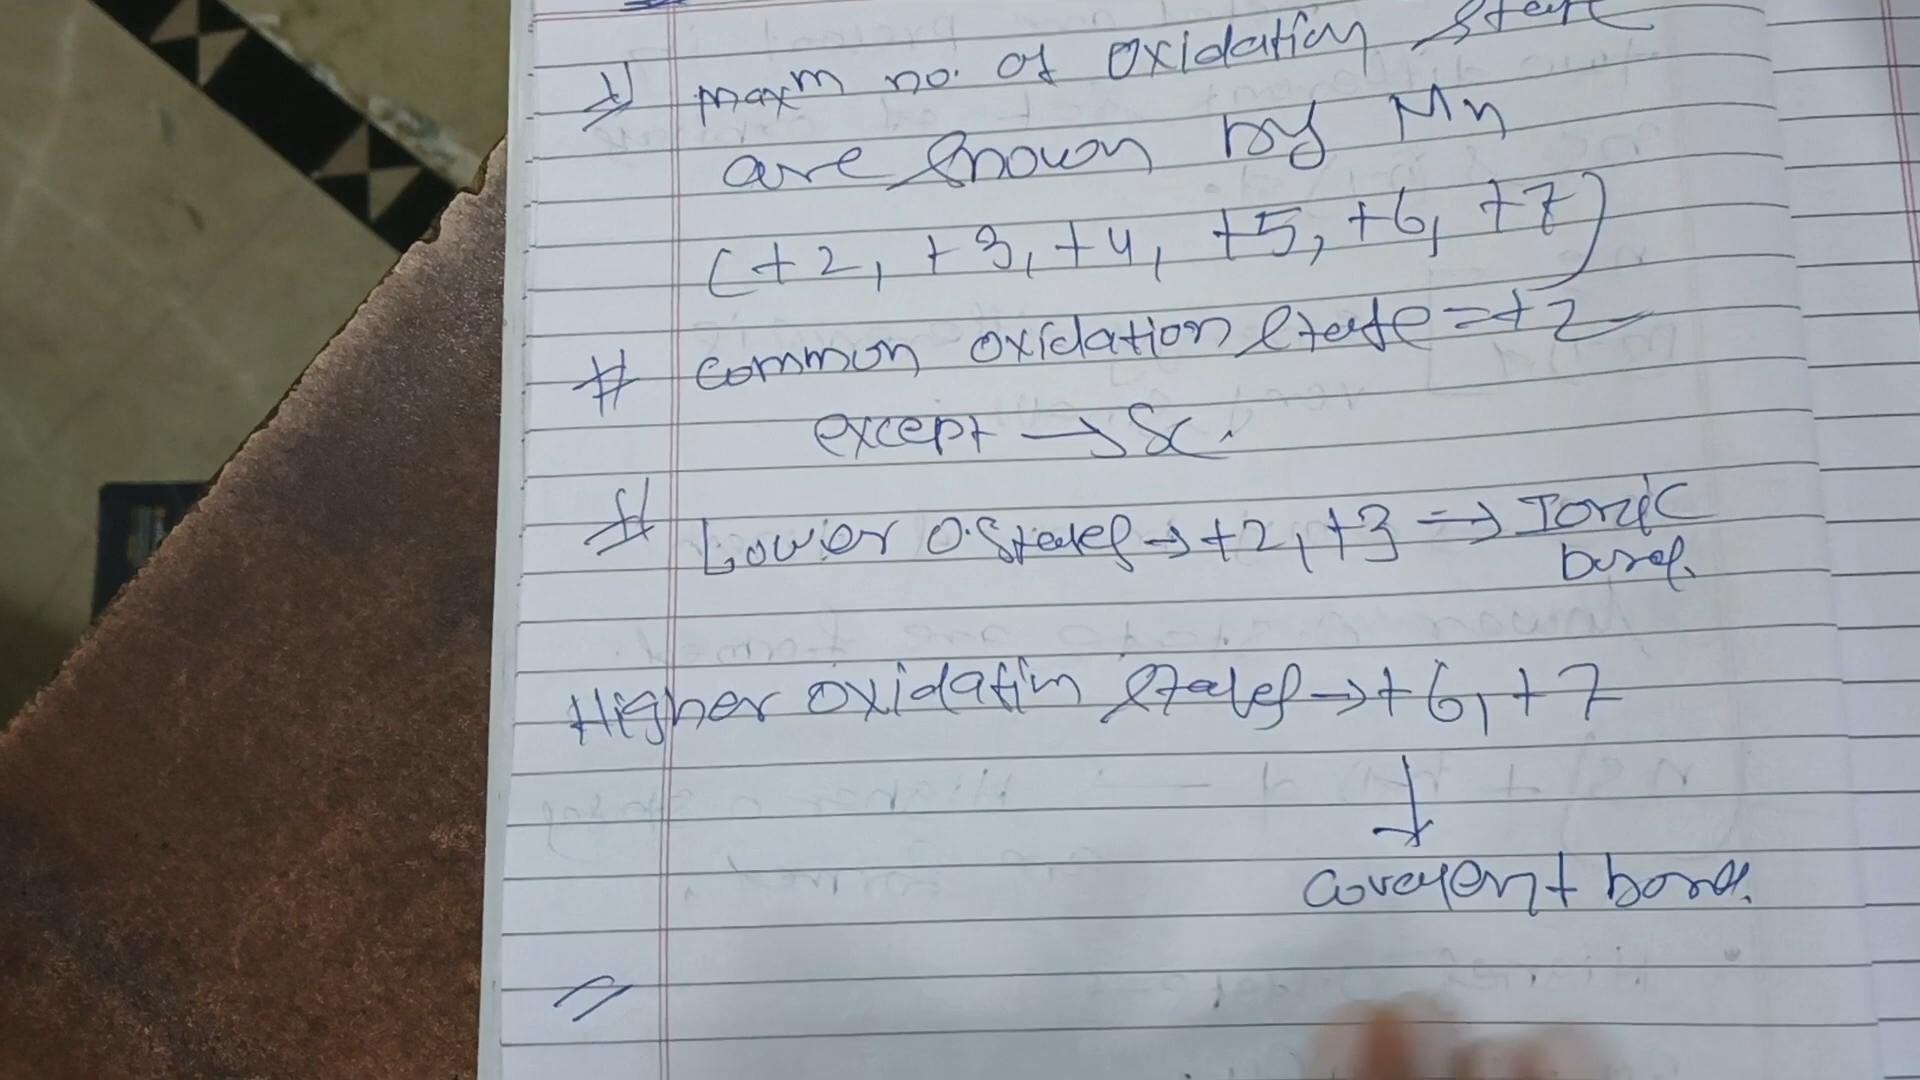 # maxm no. of oxidation state
are shown by Mn
(+2, +3, +4, +5, +6, +7)
# common oxidation state = +2
except → Sc.
# Lower O. States → +2, +3 ⇒ Ionic
bond.
Higher oxidation states → +6, +7
↓
covalent bond.